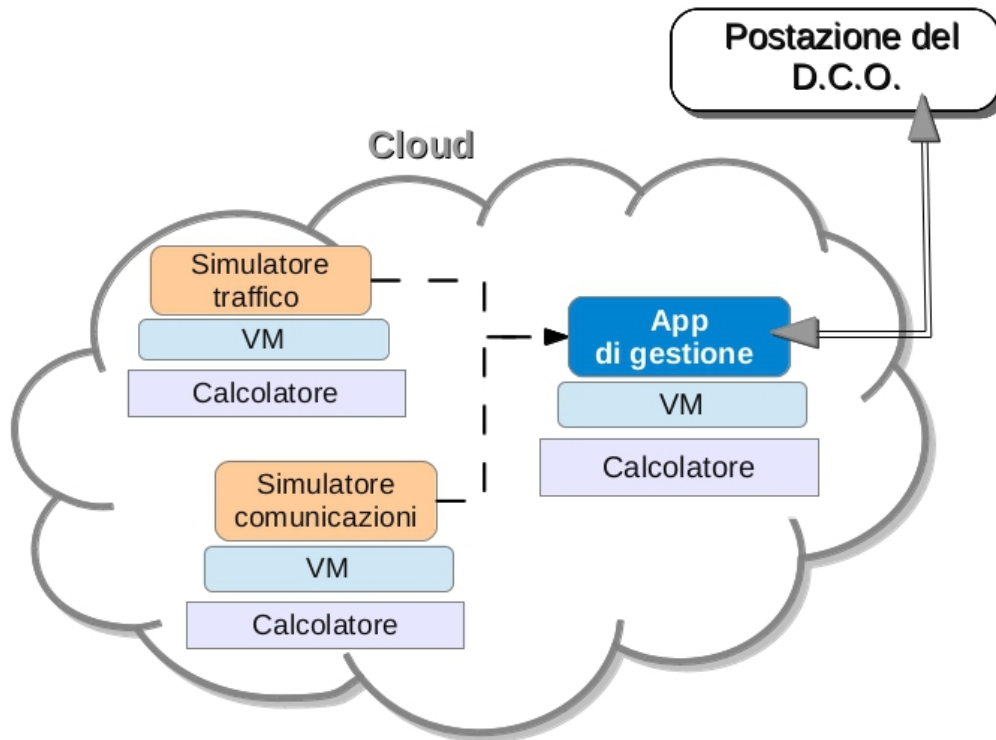 Postazione del
D.C.O.
Cloud
Simulatore
traffico
VM
Calcolatore
App
di gestione
VM
Calcolatore
Simulatore
comunicazioni
VM
Calcolatore